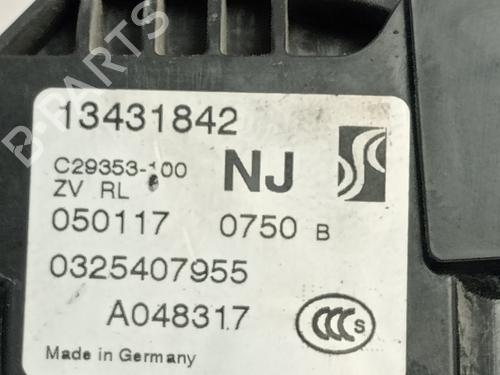 B-PARTS
13431842
C29353-100 NJ
ZV RL
050117 0750 B
0325407955
A048317
CCC S
Made in Germany